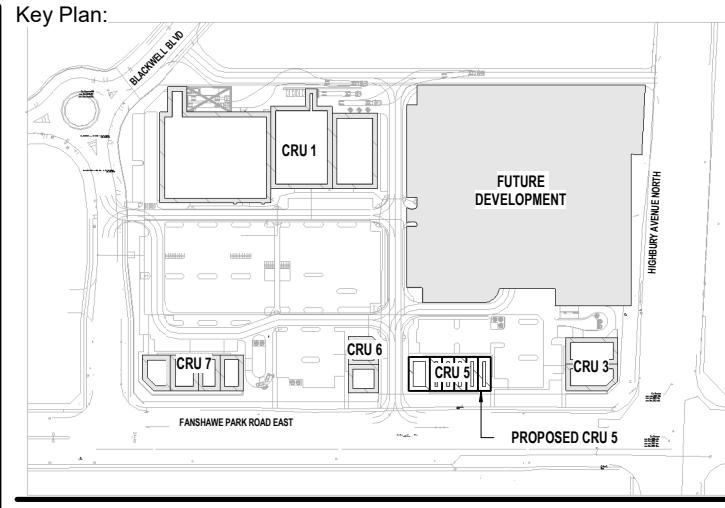 Key Plan:
BLACKWELL BLVD
CRU 1
FUTURE
DEVELOPMENT
HIGHBURY AVENUE NORTH
CRU 6
CRU 7
CRU 5
CRU 3
FANSHAWE PARK ROAD EAST
PROPOSED CRU 5